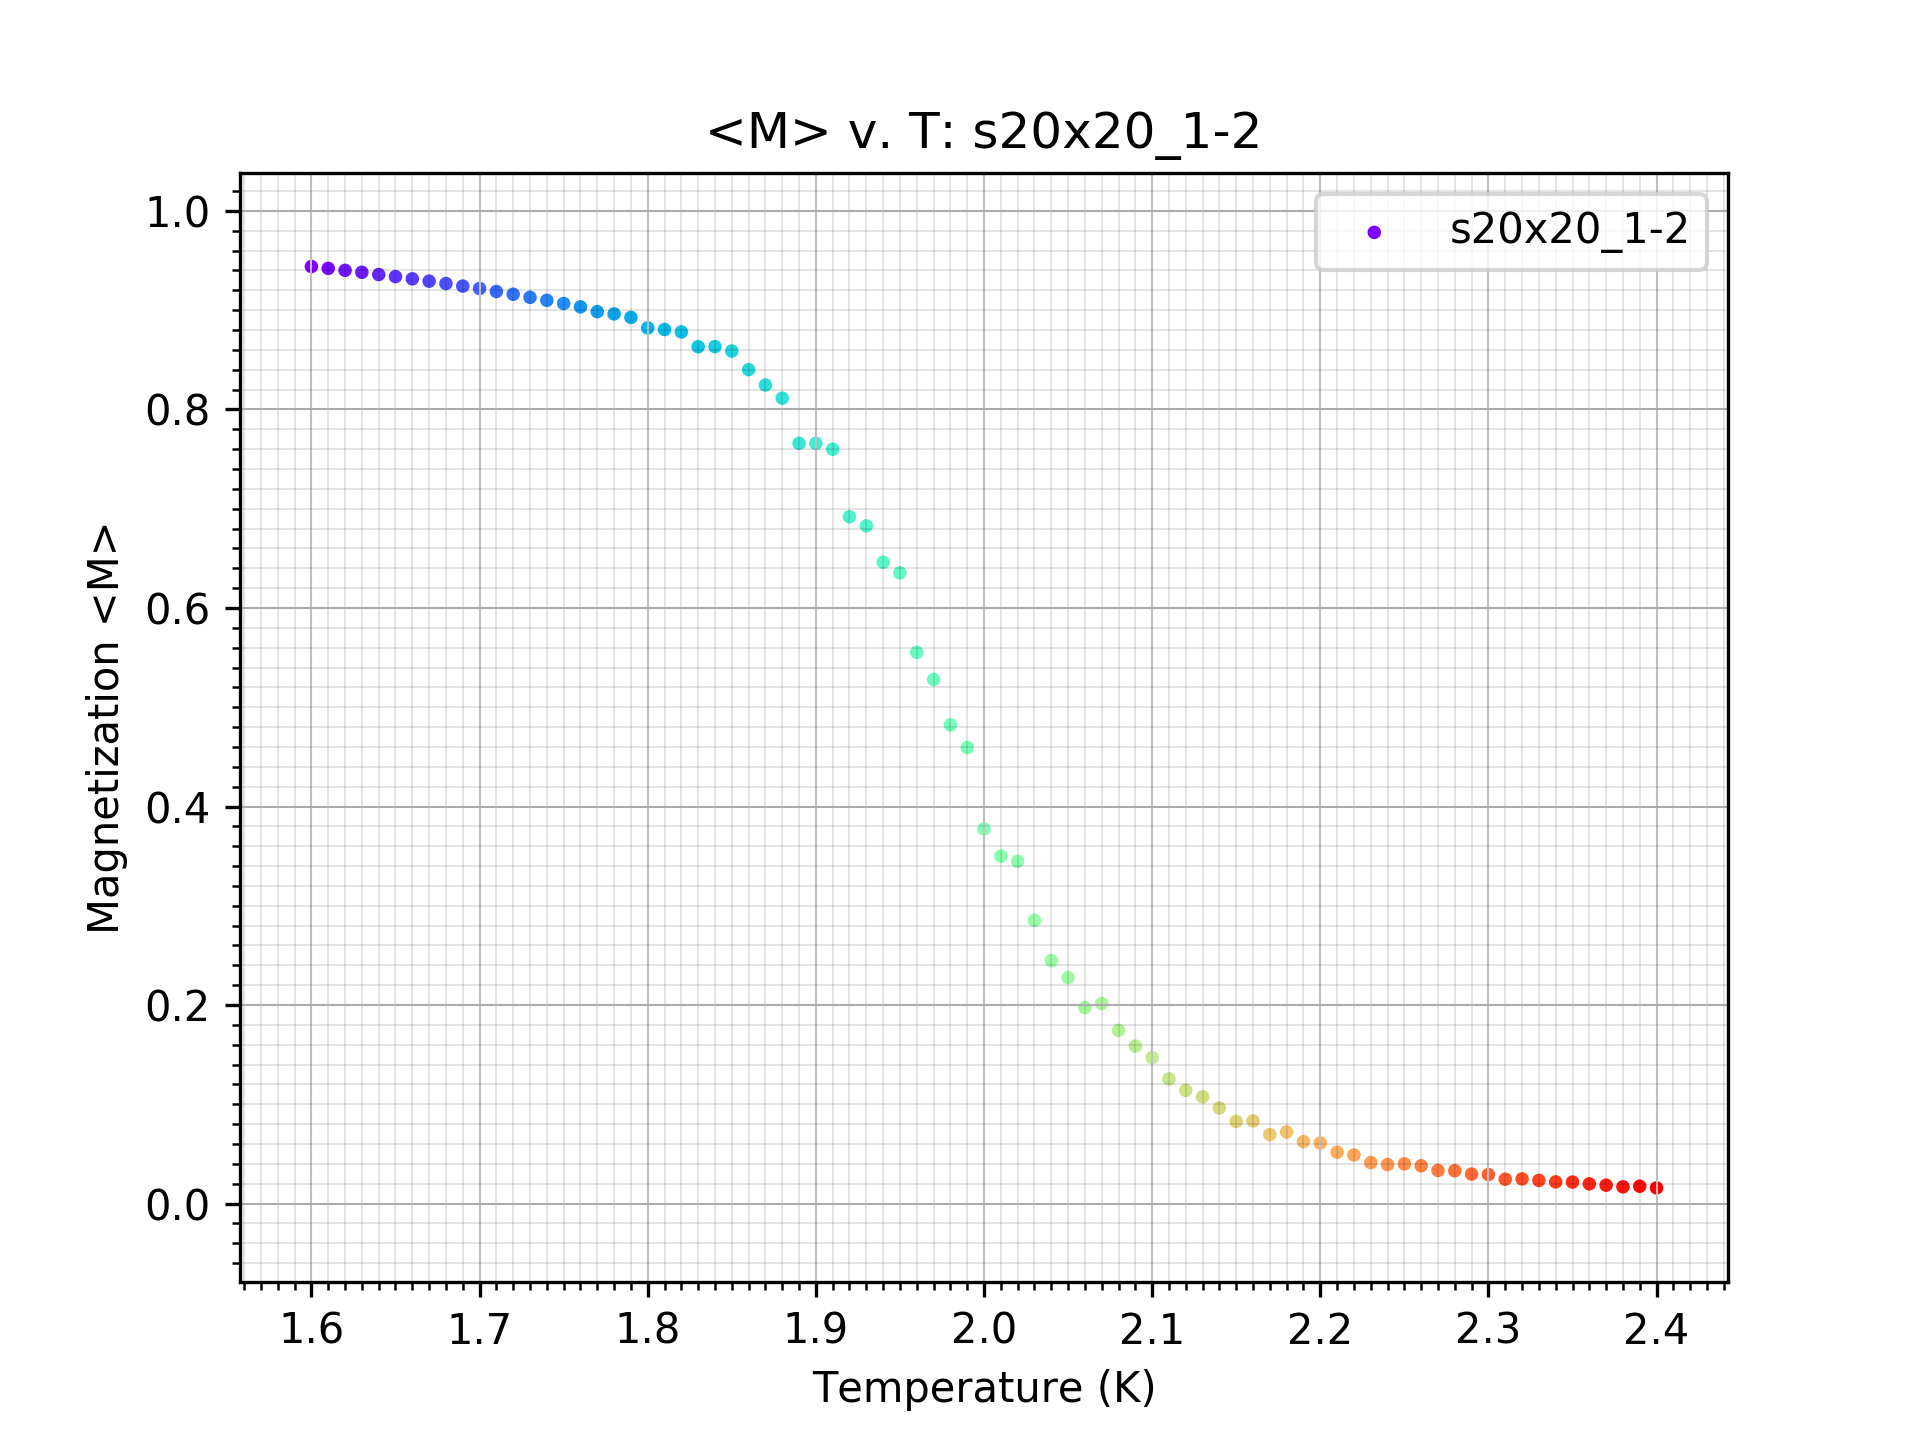 <M> v. T: s20x20_1-2
s20x20_1-2
1.0
0.8
0.6
0.4
0.2
0.0
Magnetization <M>
1.6 1.7 1.8 1.9 2.0 2.1 2.2 2.3 2.4
Temperature (K)